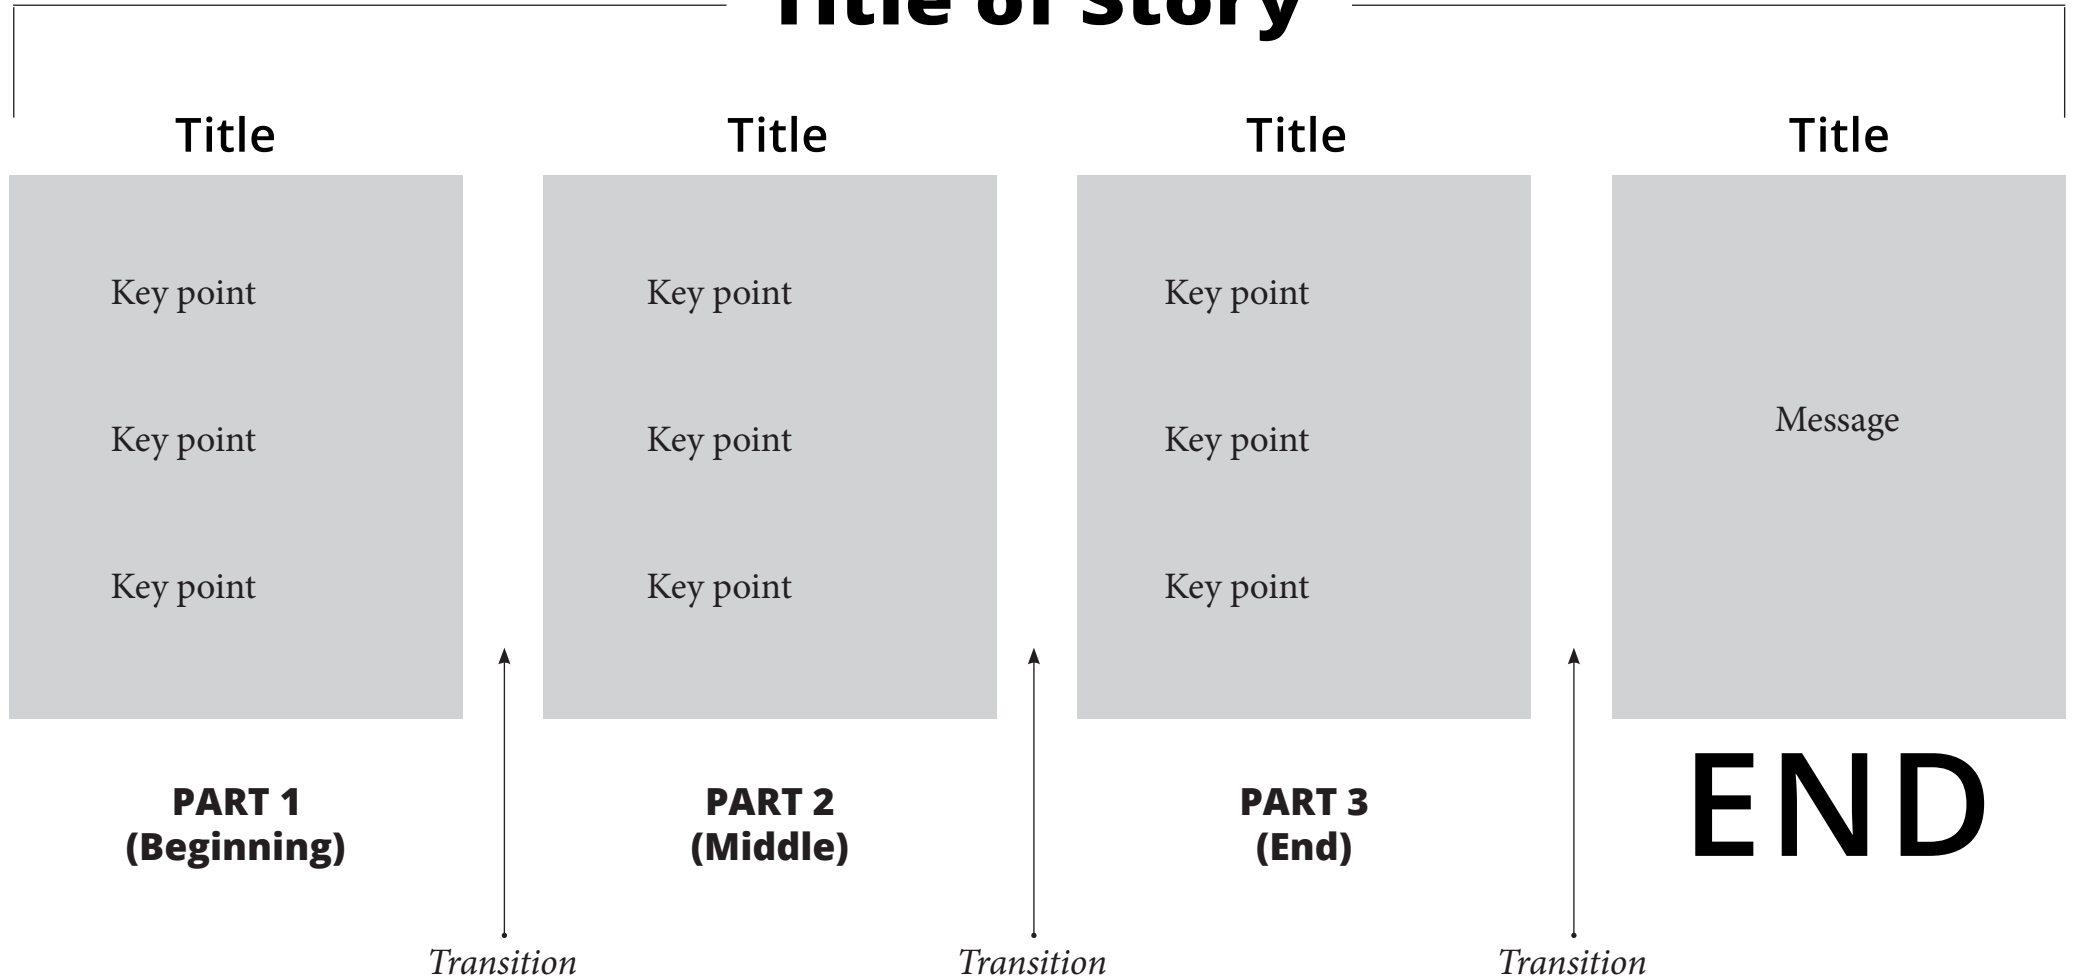 Title of Story
Title
Title
Title
Title
Key point
Key point
Key point
Key point
Key point
Key point
Message
Key point
Key point
Key point
END
PART 1
(Beginning)
PART 2
(Middle)
PART 3
(End)
Transition
Transition
Transition